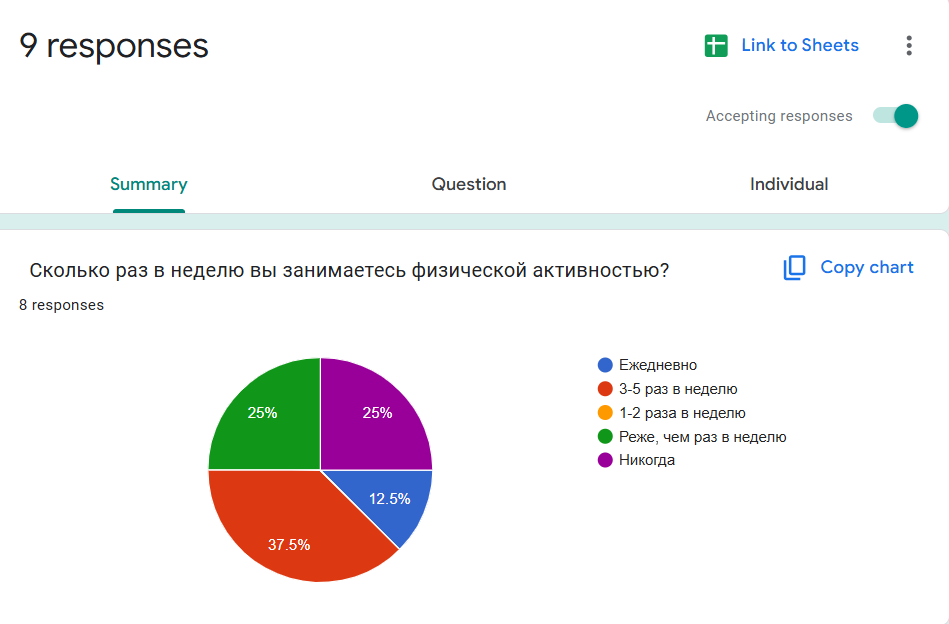 9 responses
Link to Sheets
Accepting responses
Summary
Question
Individual
Сколько раз в неделю вы занимаетесь физической активностью?
Copy chart
8 responses
25%
25%
12.5%
37.5%
Ежедневно
3-5 раз в неделю
1-2 раза в неделю
Реже, чем раз в неделю
Никогда